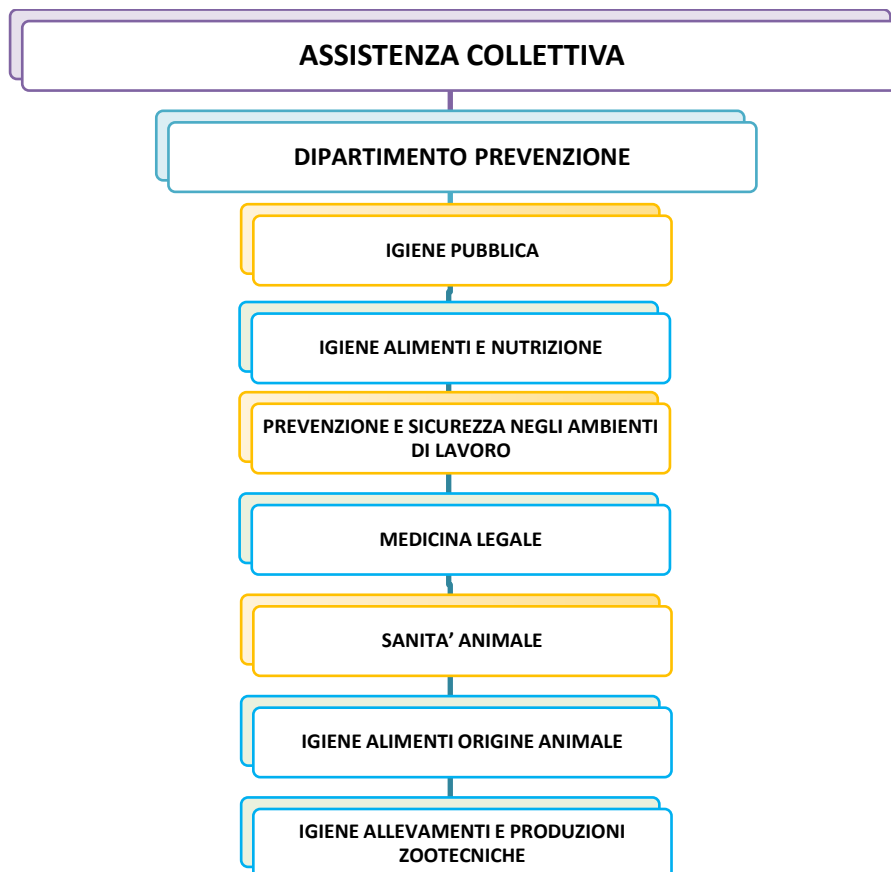 ASSISTENZA COLLETTIVA
DIPARTIMENTO PREVENZIONE
IGIENE PUBBLICA
IGIENE ALIMENTI E NUTRIZIONE
PREVENZIONE E SICUREZZA NEGLI AMBIENTI
DI LAVORO
MEDICINA LEGALE
SANITA’ ANIMALE
IGIENE ALIMENTI ORIGINE ANIMALE
IGIENE ALLEVAMENTI E PRODUZIONI
ZOOTECNICHE